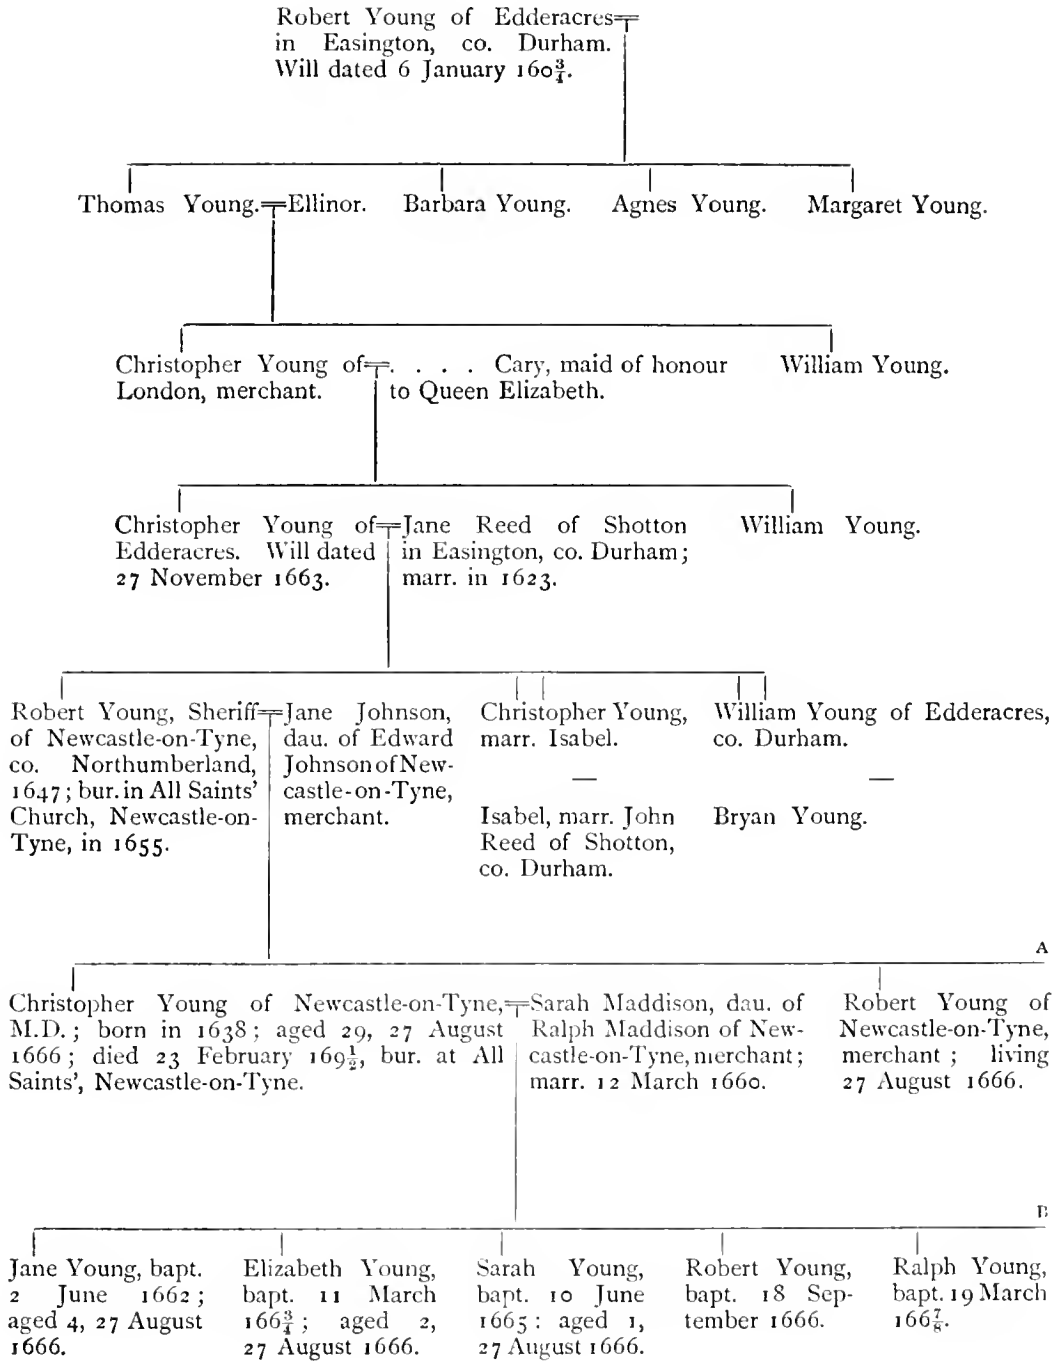 Robert Young of Edderacres
in Easington, co. Durham.
Will dated 6 January 160¾.
Thomas Young. Ellinor. Barbara Young. Agnes Young. Margaret Young.
Christopher Young of
London, merchant.
. . . . Cary, maid of honour
to Queen Elizabeth.
William Young.
Christopher Young of
Edderacres. Will dated
27 November 1663.
Jane Reed of Shotton
in Easington, co. Durham;
marr. in 1623.
William Young.
Robert Young, Sheriff
of Newcastle-on-Tyne,
co. Northumberland,
1647; bur. in All Saints'
Church, Newcastle-on-
Tyne, in 1655.
Jane Johnson,
dau. of Edward
Johnson of New-
castle-on-Tyne,
merchant.
Christopher Young,
marr. Isabel.
—
Isabel, marr. John
Reed of Shotton,
co. Durham.
William Young of Edderacres,
co. Durham.
—
Bryan Young.
A
Christopher Young of Newcastle-on-Tyne,
M.D.; born in 1638; aged 29, 27 August
1666; died 23 February 169½, bur. at All
Saints', Newcastle-on-Tyne.
Sarah Maddison, dau. of
Ralph Maddison of New-
castle-on-Tyne, merchant;
marr. 12 March 1660.
Robert Young of
Newcastle-on-Tyne,
merchant; living
27 August 1666.
B
Jane Young, bapt.
2 June 1662;
aged 4, 27 August
1666.
Elizabeth Young,
bapt. 11 March
166¾; aged 2,
27 August 1666.
Sarah Young,
bapt. 10 June
1665: aged 1,
27 August 1666.
Robert Young,
bapt. 18 Sep-
tember 1666.
Ralph Young,
bapt. 19 March
166⅞.